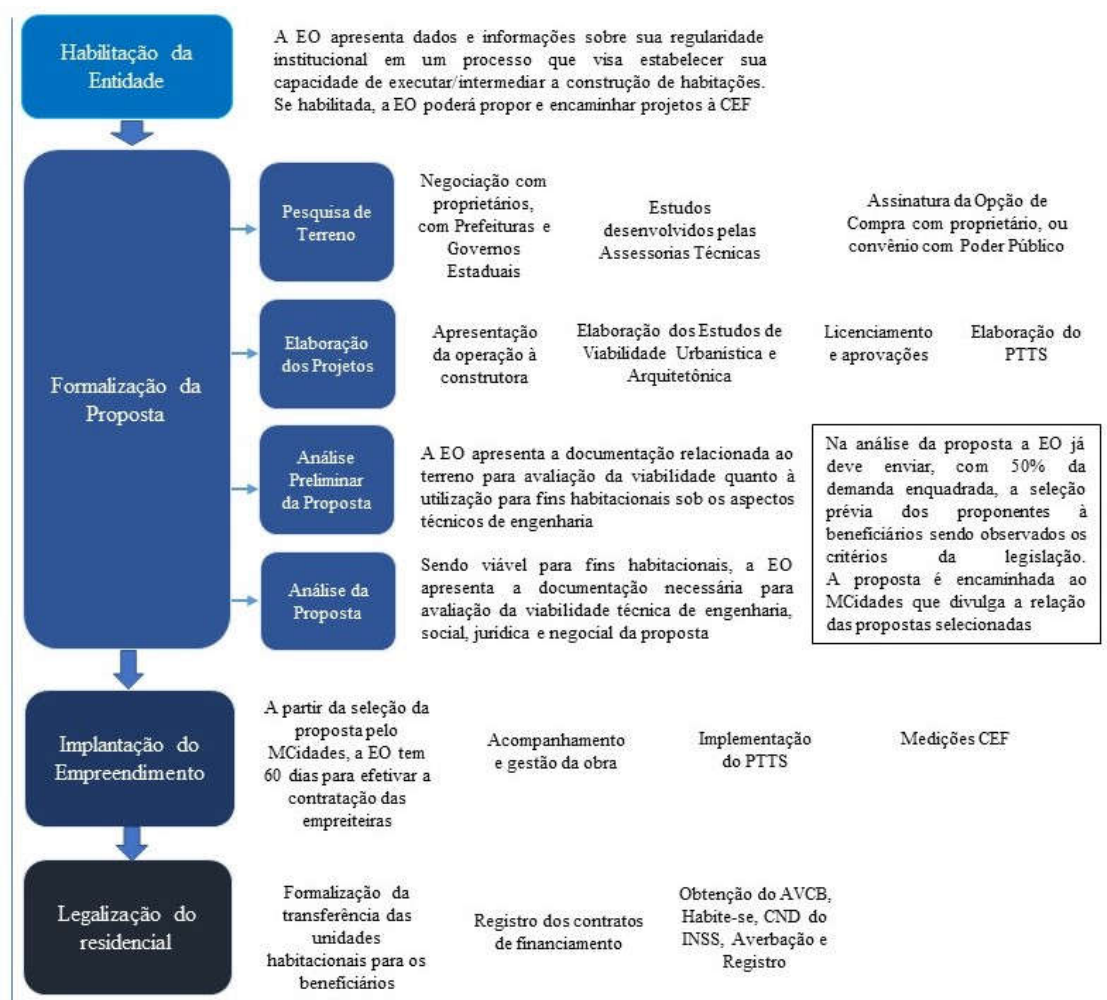 Habilitação da
Entidade
A EO apresenta dados e informações sobre sua regularidade
institucional em um processo que visa estabelecer sua
capacidade de executar/intermediar a construção de habitações.
Se habilitada, a EO poderá propor e encaminhar projetos à CEF
Formalização da
Proposta
Pesquisa de
Terreno
Negociação com
proprietários,
com Prefeituras e
Governos
Estaduais
Estudos
desenvolvidos pelas
Assessorias Técnicas
Assinatura da Opção de
Compra com proprietário, ou
convênio com Poder Público
Elaboração
dos Projetos
Apresentação
da operação à
construtora
Elaboração dos Estudos de
Viabilidade Urbanística e
Arquitetônica
Licenciamento
e aprovações
Elaboração do
PTTS
Análise
Preliminar
da Proposta
A EO apresenta a documentação relacionada ao
terreno para avaliação da viabilidade quanto à
utilização para fins habitacionais sob os aspectos
técnicos de engenharia
Na análise da proposta a EO já
deve enviar, com 50% da
demanda enquadrada, a seleção
prévia dos proponentes à
beneficiários sendo observados os
critérios da legislação.
A proposta é encaminhada ao
MCidades que divulga a relação
das propostas selecionadas
Análise da
Proposta
Sendo viável para fins habitacionais, a EO
apresenta a documentação necessária para
avaliação da viabilidade técnica de engenharia,
social, jurídica e negocial da proposta
Implantação do
Empreendimento
A partir da seleção da
proposta pelo
MCidades, a EO tem
60 dias para efetivar a
contratação das
empreiteiras
Acompanhamento
e gestão da obra
Implementação
do PTTS
Medições CEF
Legalização do
residencial
Formalização da
transferência das
unidades
habitacionais para os
beneficiários
Registro dos contratos
de financiamento
Obtenção do AVCB,
Habite-se, CND do
INSS, Averbação e
Registro